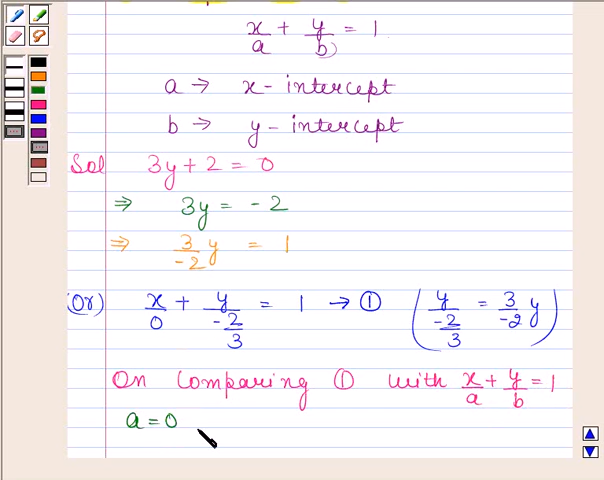 x/a + y/b = 1
a → x-intercept
b → y-intercept
Sol 3y + 2 = 0
⇒ 3y = -2
⇒ 3/-2 y = 1
(Or) x/0 + y/(-2/3) = 1 → ① ( y/(-2/3) = 3/-2 y )
On Comparing ① with x/a + y/b = 1
a = 0